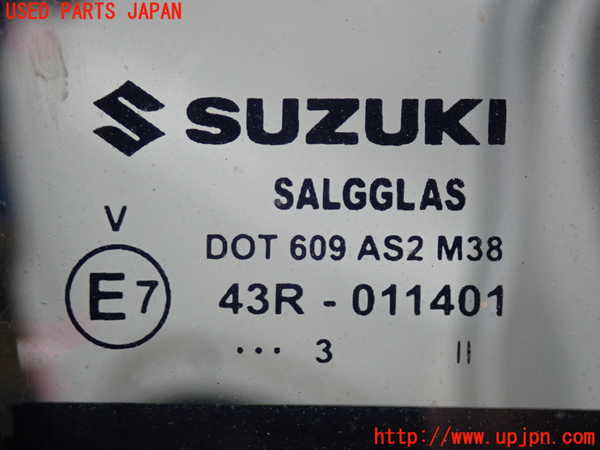 USED PARTS JAPAN
SUZUKI
SALGGLAS
V
DOT 609 AS2 M38
E7
43R - 011401
... 3 II
http://www.upjpn.com/